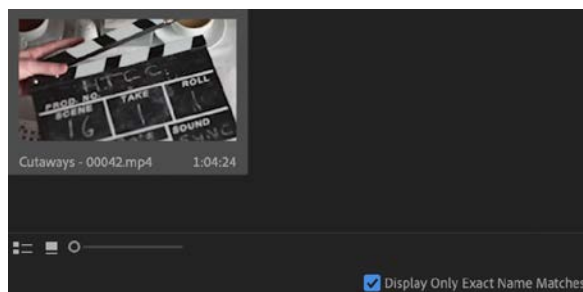 H.T.C.C.
PROD. NO.
SCENE TAKE ROLL
16 1 1
SOUND
SYNC
Cutaways - 00042.mp4 1:04:24
Display Only Exact Name Matches